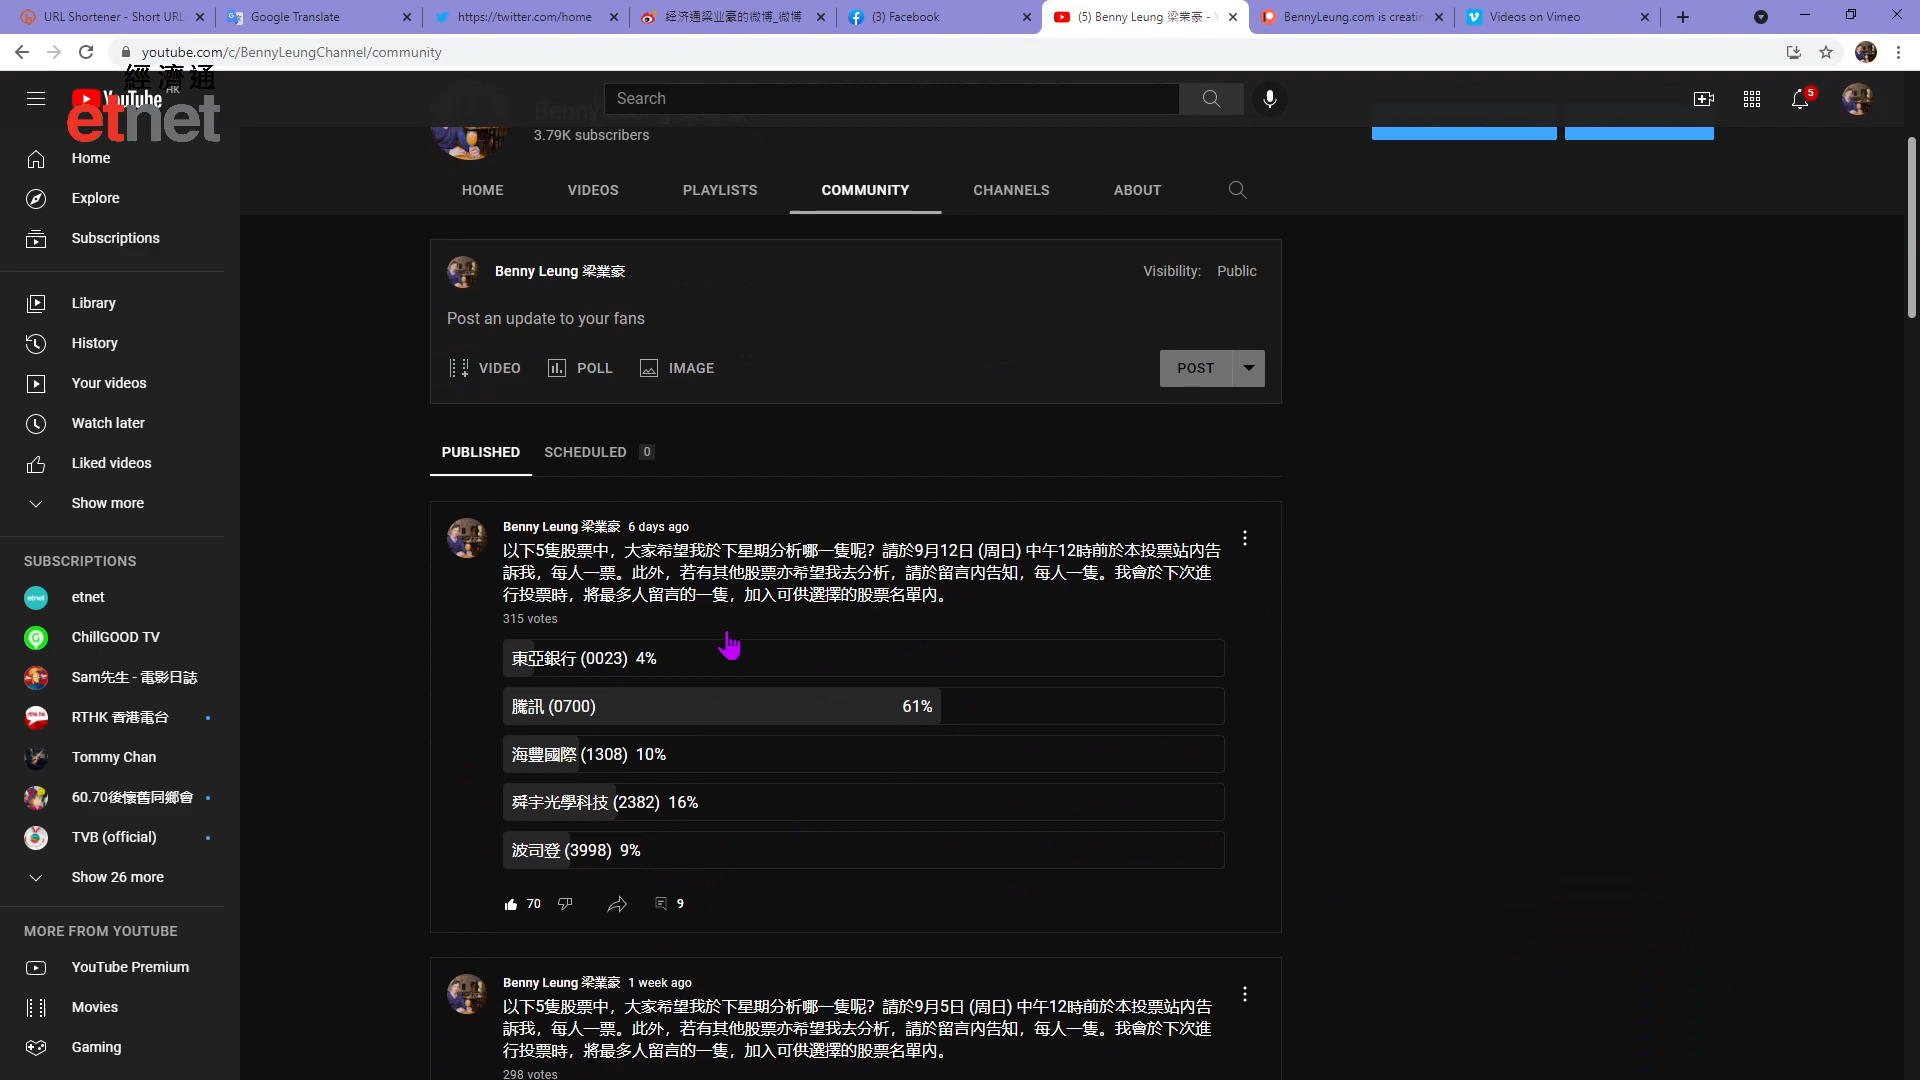 URL Shortener - Short URL
Google Translate
https://twitter.com/home
经济通梁业豪的微博_微博
(3) Facebook
(5) Benny Leung 梁業豪 - Y
BennyLeung.com is creatin
Videos on Vimeo
youtube.com/c/BennyLeungChannel/community
經濟通
YouTube HK
etnet
Search
5
3.79K subscribers
HOME
VIDEOS
PLAYLISTS
COMMUNITY
CHANNELS
ABOUT
Home
Explore
Subscriptions
Library
History
Your videos
Watch later
Liked videos
Show more
SUBSCRIPTIONS
etnet
ChillGOOD TV
Sam先生 - 電影日誌
RTHK 香港電台
Tommy Chan
60.70後懷舊同鄉會
TVB (official)
Show 26 more
MORE FROM YOUTUBE
YouTube Premium
Movies
Gaming
Benny Leung 梁業豪
Visibility: Public
Post an update to your fans
VIDEO
POLL
IMAGE
POST
PUBLISHED
SCHEDULED 0
Benny Leung 梁業豪 6 days ago
以下5隻股票中，大家希望我於下星期分析哪一隻呢？請於9月12日 (周日) 中午12時前於本投票站內告
訴我，每人一票。此外，若有其他股票亦希望我去分析，請於留言內告知，每人一隻。我會於下次進
行投票時，將最多人留言的一隻，加入可供選擇的股票名單內。
315 votes
東亞銀行 (0023) 4%
騰訊 (0700) 61%
海豐國際 (1308) 10%
舜宇光學科技 (2382) 16%
波司登 (3998) 9%
70
9
Benny Leung 梁業豪 1 week ago
以下5隻股票中，大家希望我於下星期分析哪一隻呢？請於9月5日 (周日) 中午12時前於本投票站內告
訴我，每人一票。此外，若有其他股票亦希望我去分析，請於留言內告知，每人一隻。我會於下次進
行投票時，將最多人留言的一隻，加入可供選擇的股票名單內。
298 votes